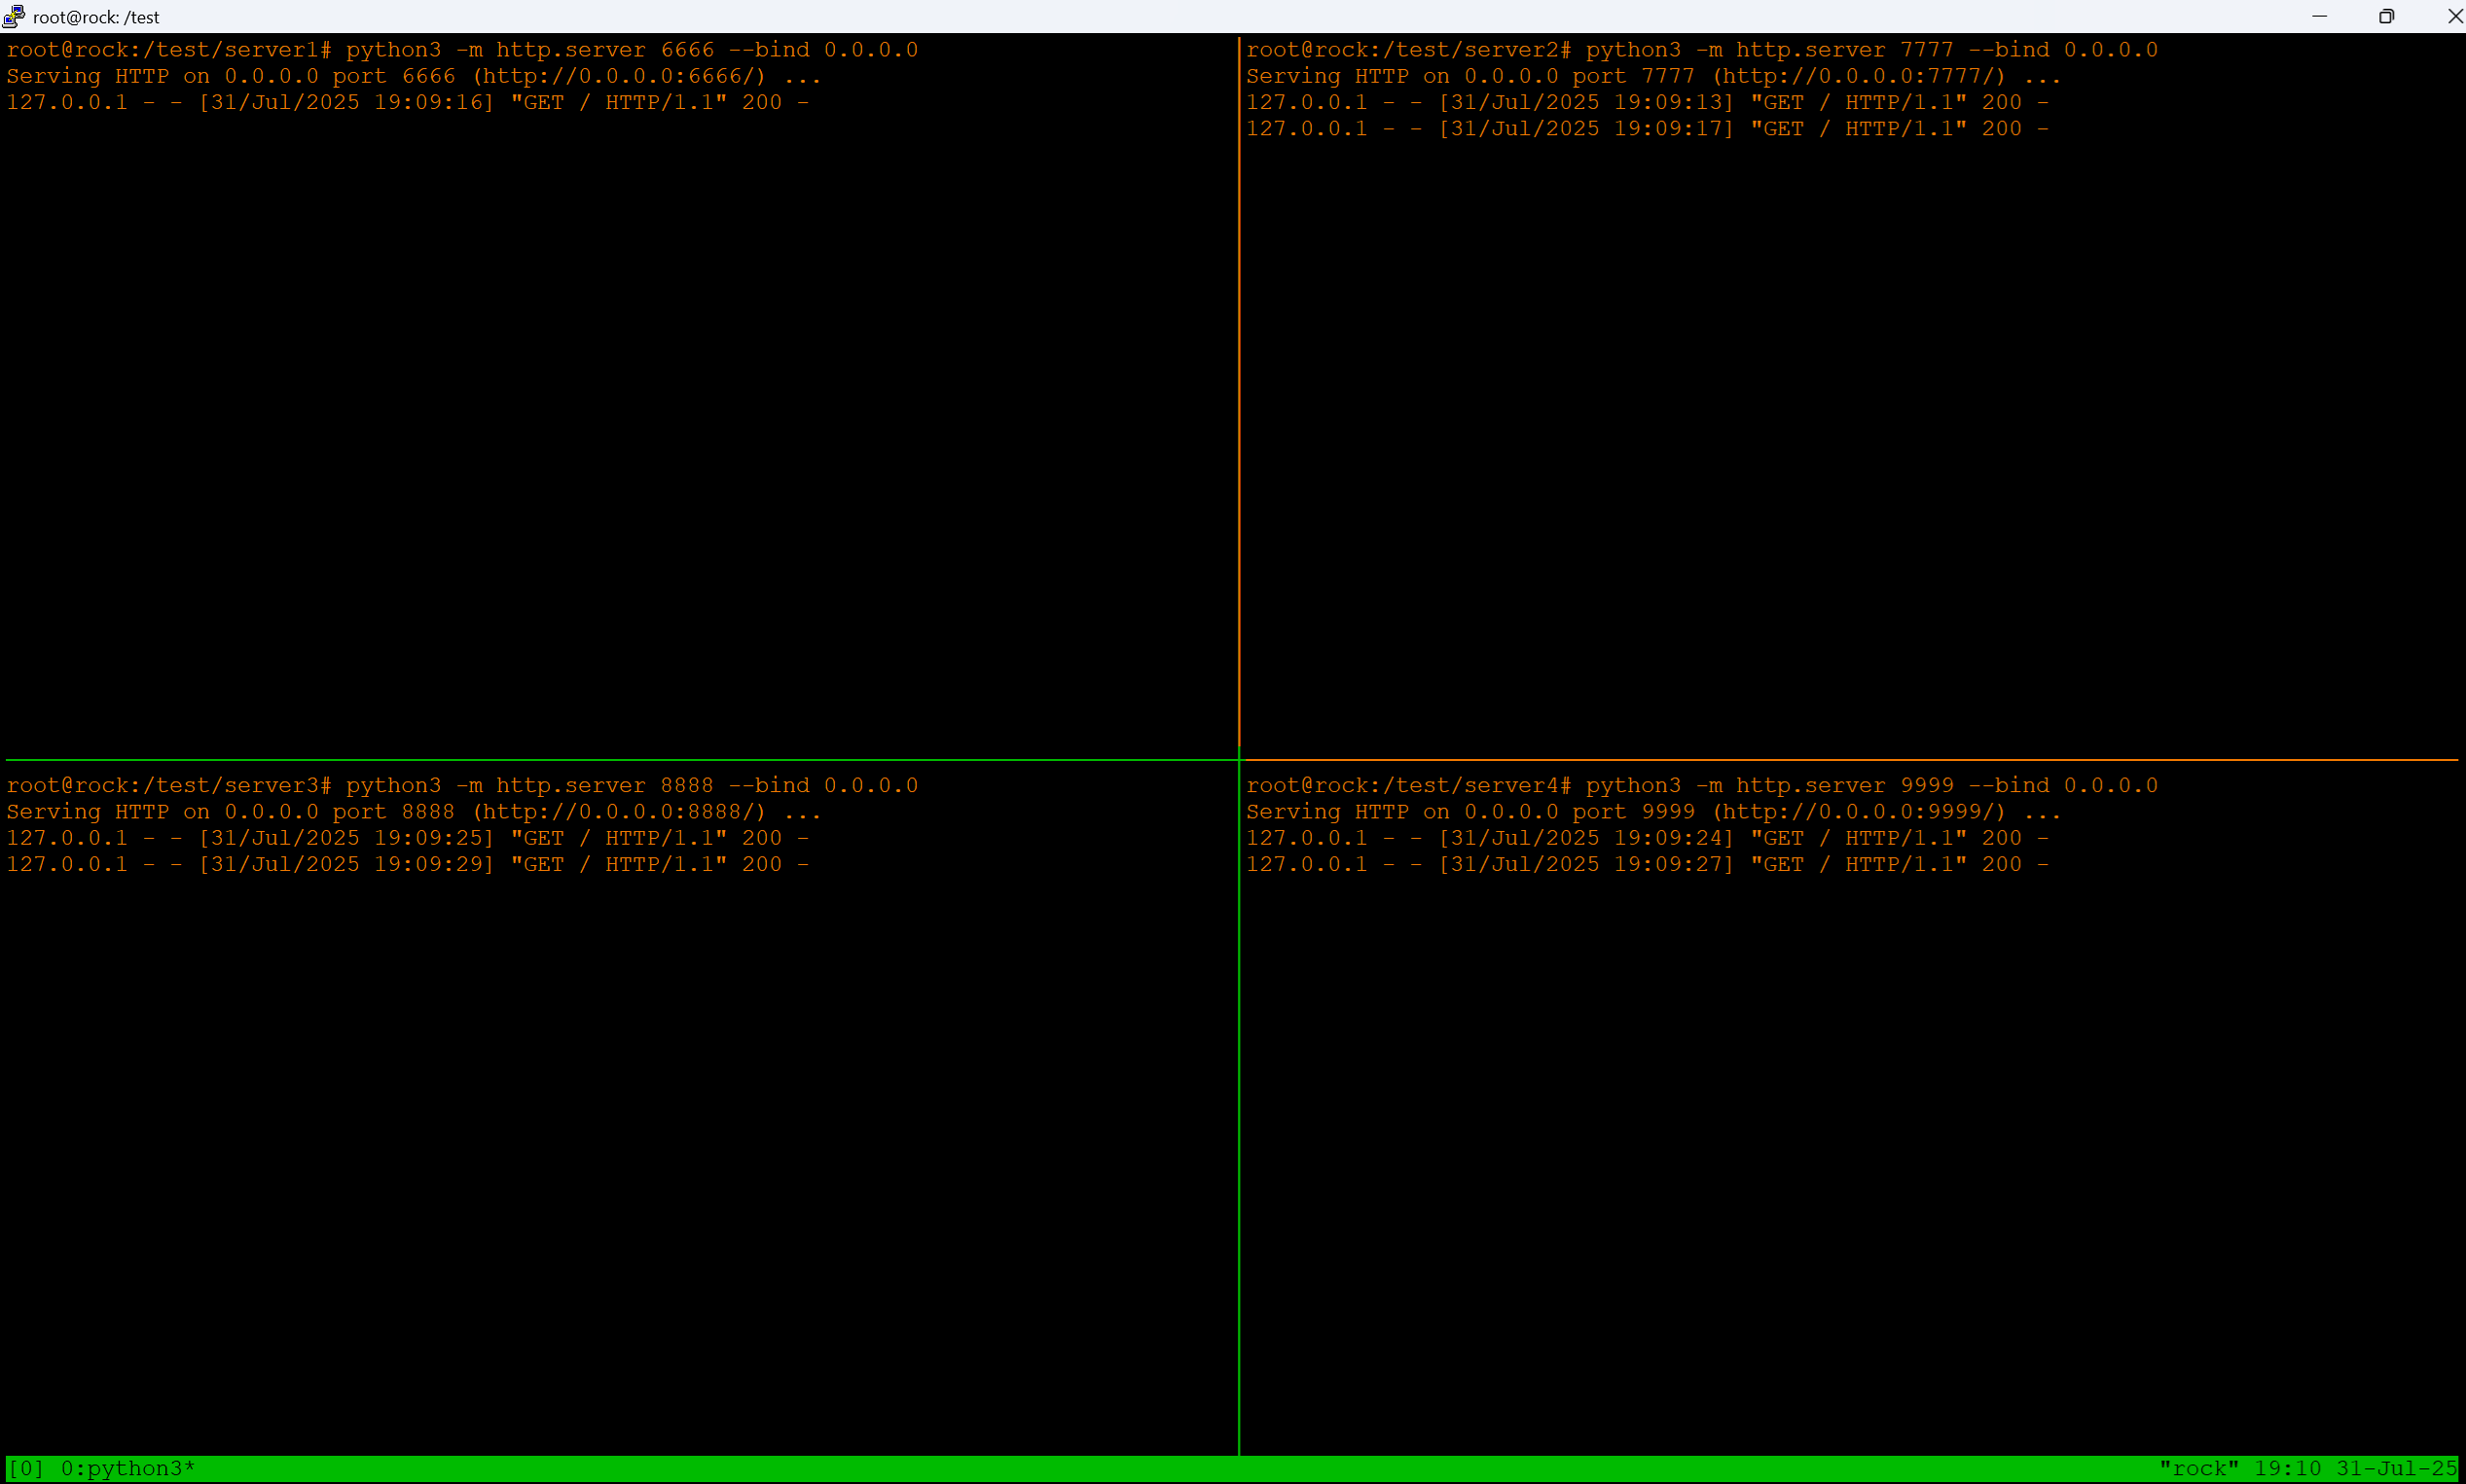 root@rock: /test
root@rock:/test/server1# python3 -m http.server 6666 --bind 0.0.0.0
Serving HTTP on 0.0.0.0 port 6666 (http://0.0.0.0:6666/) ...
127.0.0.1 - - [31/Jul/2025 19:09:16] "GET / HTTP/1.1" 200 -
root@rock:/test/server2# python3 -m http.server 7777 --bind 0.0.0.0
Serving HTTP on 0.0.0.0 port 7777 (http://0.0.0.0:7777/) ...
127.0.0.1 - - [31/Jul/2025 19:09:13] "GET / HTTP/1.1" 200 -
127.0.0.1 - - [31/Jul/2025 19:09:17] "GET / HTTP/1.1" 200 -
root@rock:/test/server3# python3 -m http.server 8888 --bind 0.0.0.0
Serving HTTP on 0.0.0.0 port 8888 (http://0.0.0.0:8888/) ...
127.0.0.1 - - [31/Jul/2025 19:09:25] "GET / HTTP/1.1" 200 -
127.0.0.1 - - [31/Jul/2025 19:09:29] "GET / HTTP/1.1" 200 -
root@rock:/test/server4# python3 -m http.server 9999 --bind 0.0.0.0
Serving HTTP on 0.0.0.0 port 9999 (http://0.0.0.0:9999/) ...
127.0.0.1 - - [31/Jul/2025 19:09:24] "GET / HTTP/1.1" 200 -
127.0.0.1 - - [31/Jul/2025 19:09:27] "GET / HTTP/1.1" 200 -
[0] 0:python3* "rock" 19:10 31-Jul-25